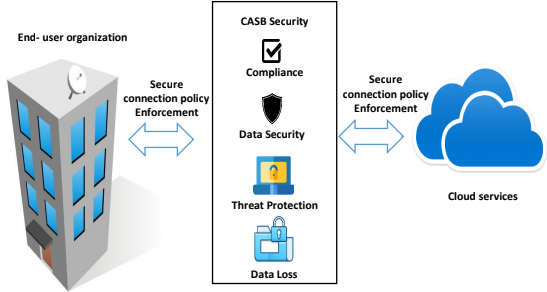 End- user organization
Secure
connection policy
Enforcement
CASB Security
Compliance
Data Security
Threat Protection
Data Loss
Secure
connection policy
Enforcement
Cloud services